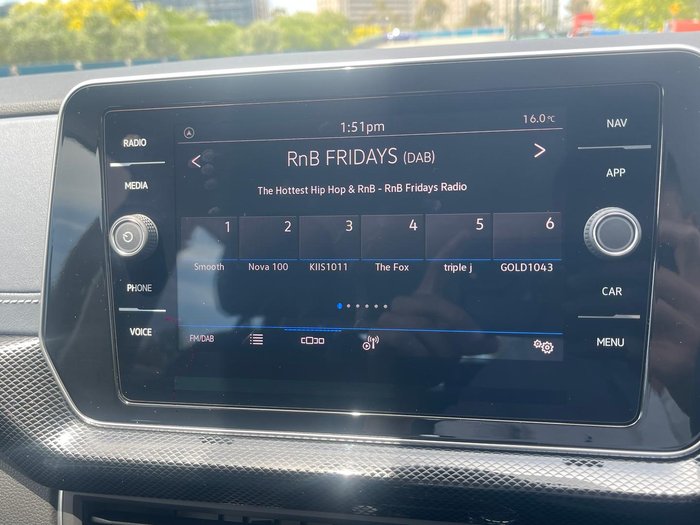 1:51pm
16.0°C
RADIO
MEDIA
PHONE
VOICE
< RnB FRIDAYS (DAB) >
The Hottest Hip Hop & RnB - RnB Fridays Radio
1 2 3 4 5 6
Smooth Nova 100 KIIS1011 The Fox triple j GOLD1043
FM/DAB
NAV
APP
CAR
MENU